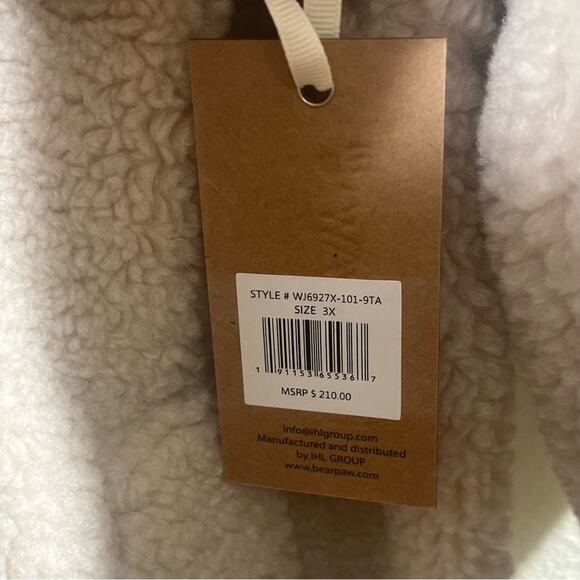 STYLE # WJ6927X-101-9TA
SIZE 3X
1 91153 65536 7
MSRP $ 210.00
info@ihlgroup.com
Manufactured and distributed
by IHL GROUP
www.bearpaw.com